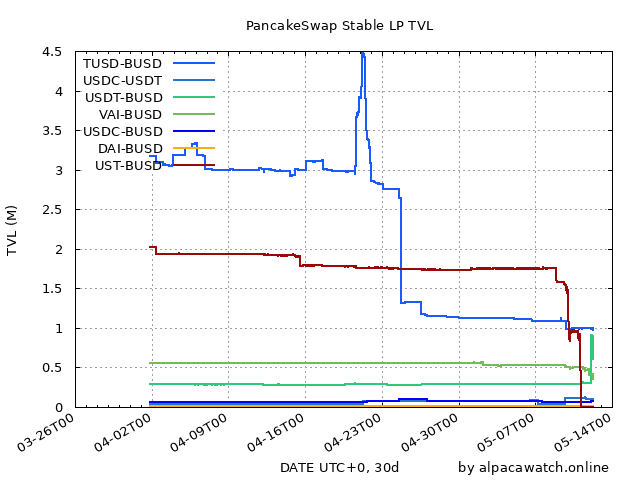 PancakeSwap Stable LP TVL
TVL (M)
4.5
4
3.5
3
2.5
2
1.5
1
0.5
0
TUSD-BUSD
USDC-USDT
USDT-BUSD
VAI-BUSD
USDC-BUSD
DAI-BUSD
UST-BUSD
03-26T00
04-02T00
04-09T00
04-16T00
04-23T00
04-30T00
05-07T00
05-14T00
DATE UTC+0, 30d
by alpacawatch.online